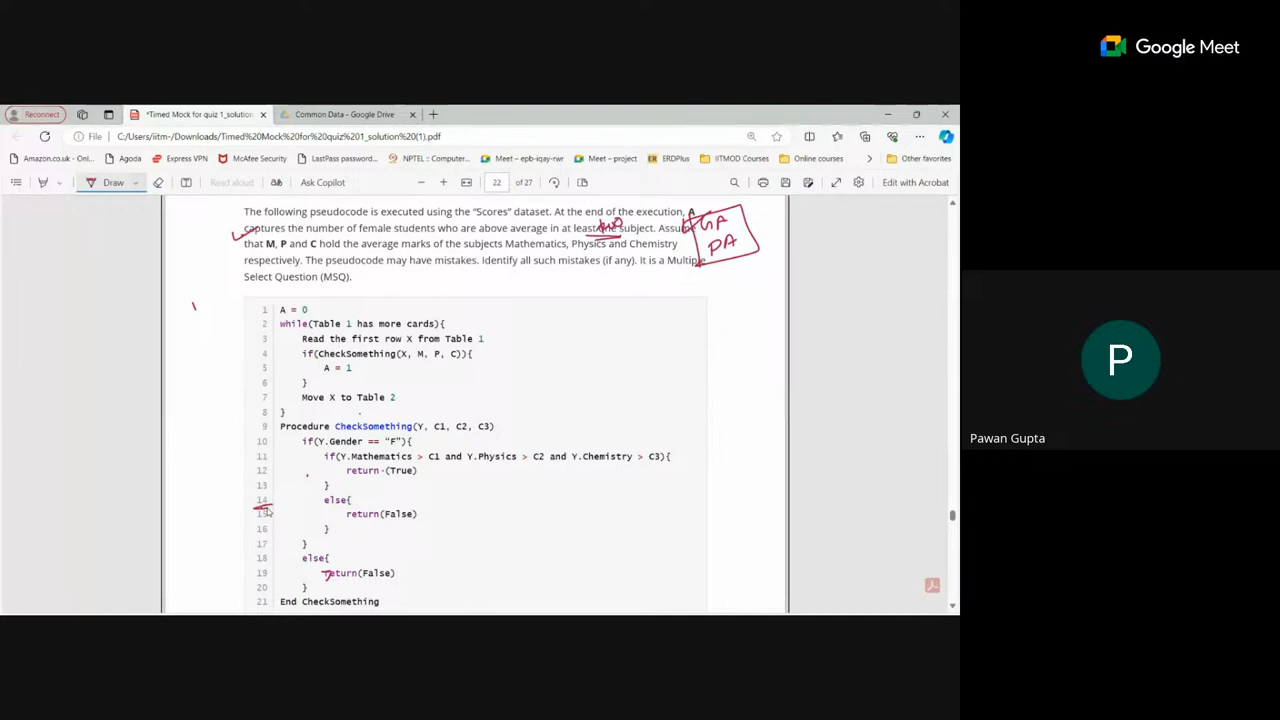 Google Meet
Reconnect
*Timed Mock for quiz 1_solution
Common Data - Google Drive
File
C:/Users/iitm-/Downloads/Timed%20Mock%20for%20quiz%201_solution%20(1).pdf
Amazon.co.uk - Onl...
Agoda
Express VPN
McAfee Security
LastPass password...
NPTEL :: Computer...
Meet – epb-iqay-rwr
Meet – project
ERDPlus
IITMOD Courses
Online courses
Other favorites
Draw
Read aloud
Ask Copilot
22
of 27
Edit with Acrobat
The following pseudocode is executed using the “Scores” dataset. At the end of the execution, A
captures the number of female students who are above average in at least two subject. Assume
that M, P and C hold the average marks of the subjects Mathematics, Physics and Chemistry
respectively. The pseudocode may have mistakes. Identify all such mistakes (if any). It is a Multiple
Select Question (MSQ).
GA
PA
1 A = 0
2 while(Table 1 has more cards){
3 Read the first row X from Table 1
4 if(CheckSomething(X, M, P, C)){
5 A = 1
6 }
7 Move X to Table 2
8 }
9 Procedure CheckSomething(Y, C1, C2, C3)
10 if(Y.Gender == “F”){
11 if(Y.Mathematics > C1 and Y.Physics > C2 and Y.Chemistry > C3){
12 return (True)
13 }
14 else{
15 return(False)
16 }
17 }
18 else{
19 return(False)
20 }
21 End CheckSomething
P
Pawan Gupta